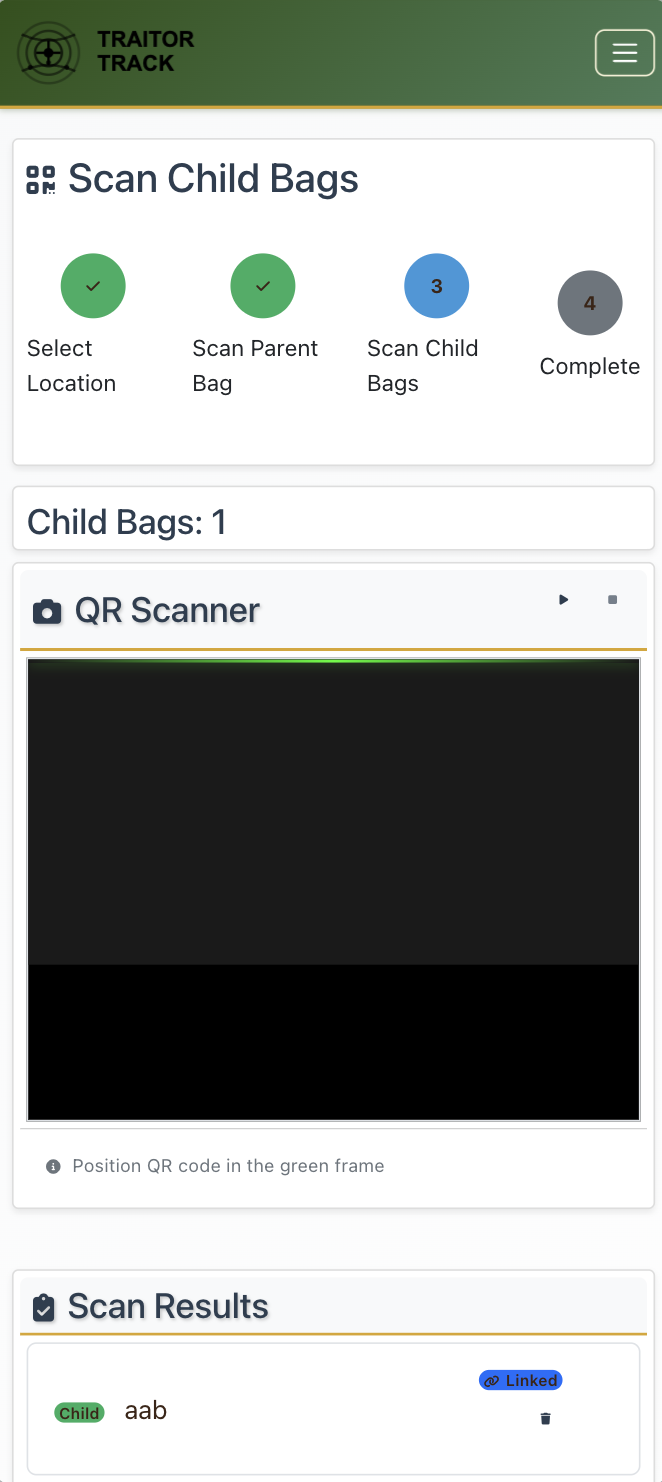 TRAITOR
TRACK
Scan Child Bags
3
4
Select
Location
Scan Parent
Bag
Scan Child
Bags
Complete
Child Bags: 1
QR Scanner
Position QR code in the green frame
Scan Results
Linked
Child aab